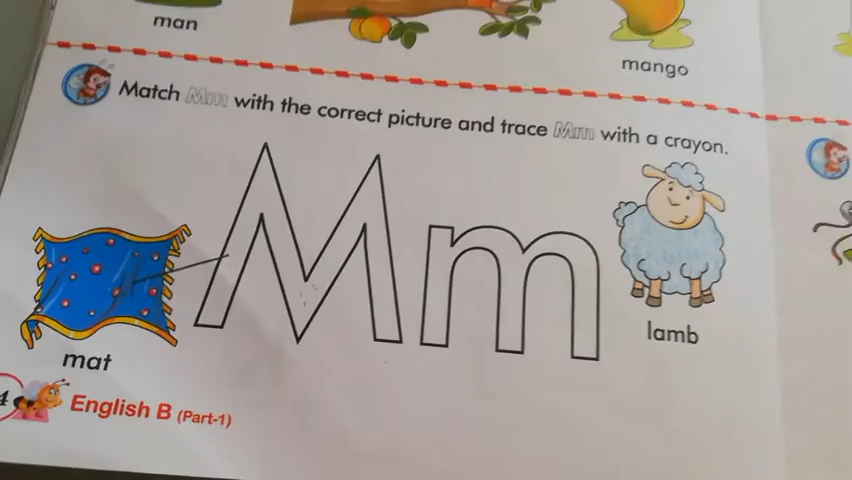 man
mango
Match Mm with the correct picture and trace Mm with a crayon.
Mm
mat
lamb
4
English B (Part-1)